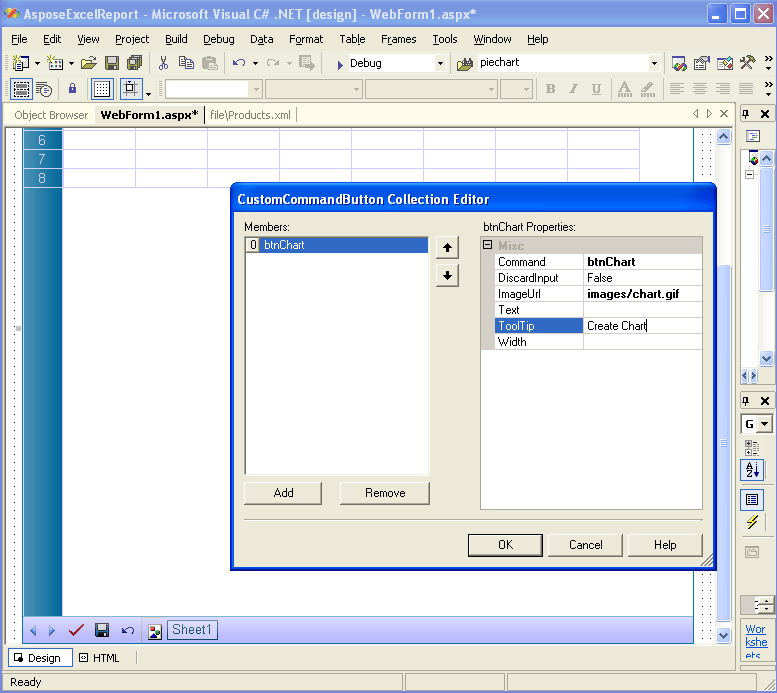 AsposeExcelReport - Microsoft Visual C# .NET [design] - WebForm1.aspx*
File Edit View Project Build Debug Data Format Table Frames Tools Window Help
Debug piechart
B I U A
Object Browser WebForm1.aspx* file\Products.xml
6
7
8
CustomCommandButton Collection Editor
Members:
0 btnChart
Add Remove
btnChart Properties:
Misc
Command btnChart
DiscardInput False
ImageUrl images/chart.gif
Text
ToolTip Create Chart
Width
OK Cancel Help
G
A
Z
Wor
kshe
ets
Sheet1
Design HTML
Ready